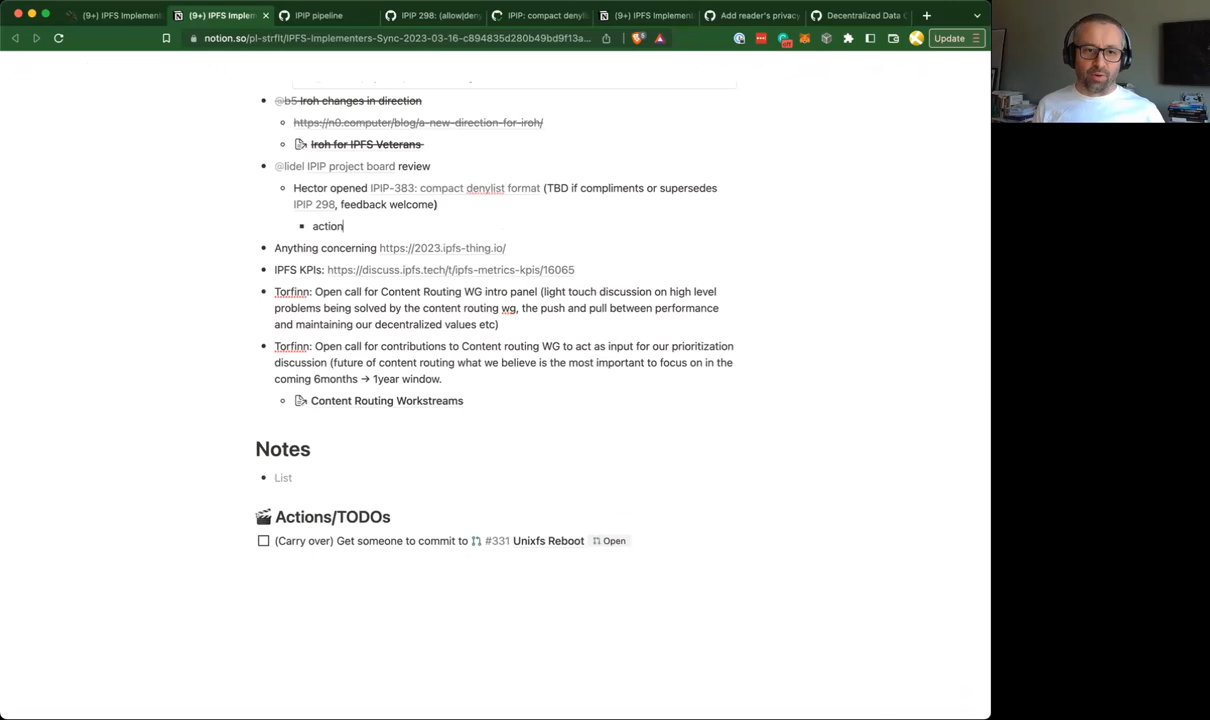 (9+) IPFS Implement
(9+) IPFS Implem
IPIP pipeline
IPIP 298: (allow|deny
IPIP: compact denyli
(9+) IPFS Implement
Add reader's privacy
Decentralized Data
notion.so/pl-strflt/IPFS-Implementers-Sync-2023-03-16-c894835d280b49bd9f13a...
Update
@b5 Iroh changes in direction
https://n0.computer/blog/a-new-direction-for-iroh/
Iroh for IPFS Veterans
@lidel IPIP project board review
Hector opened IPIP-383: compact denylist format (TBD if compliments or supersedes
IPIP 298, feedback welcome)
action
Anything concerning https://2023.ipfs-thing.io/
IPFS KPIs: https://discuss.ipfs.tech/t/ipfs-metrics-kpis/16065
Torfinn: Open call for Content Routing WG intro panel (light touch discussion on high level
problems being solved by the content routing wg, the push and pull between performance
and maintaining our decentralized values etc)
Torfinn: Open call for contributions to Content routing WG to act as input for our prioritization
discussion (future of content routing what we believe is the most important to focus on in the
coming 6months → 1year window.
Content Routing Workstreams
Notes
List
🎬 Actions/TODOs
(Carry over) Get someone to commit to #331 Unixfs Reboot Open